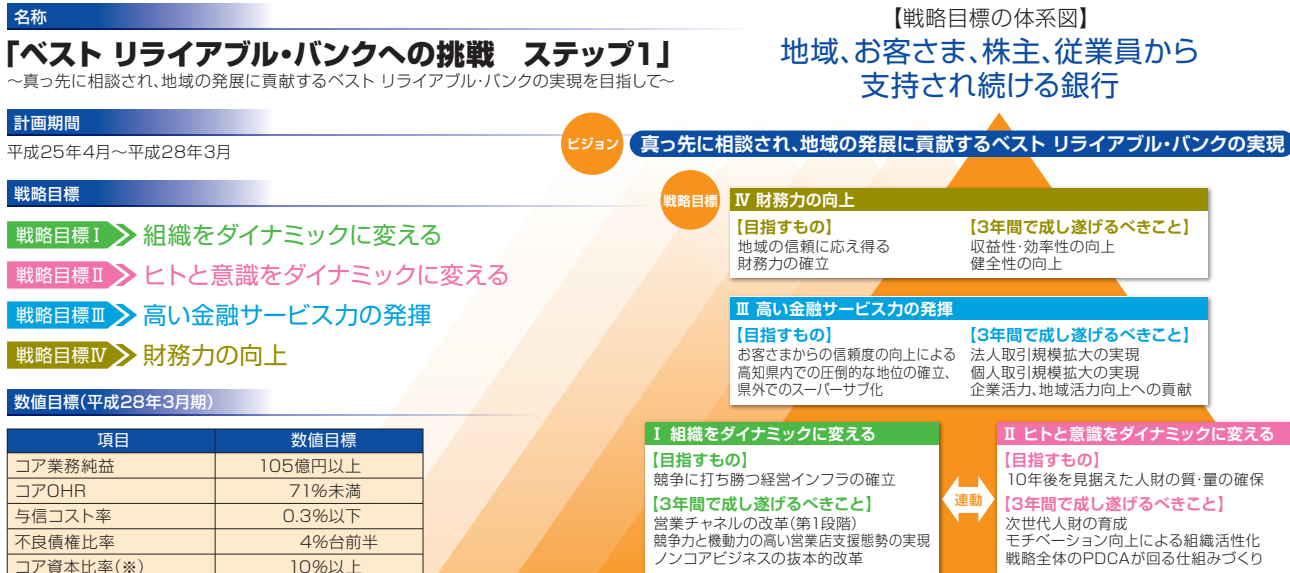 名称
「ベスト リライアブル・バンクへの挑戦　ステップ1」
～真っ先に相談され、地域の発展に貢献するベスト リライアブル・バンクの実現を目指して～
計画期間
平成25年4月～平成28年3月
戦略目標
戦略目標Ⅰ 組織をダイナミックに変える
戦略目標Ⅱ ヒトと意識をダイナミックに変える
戦略目標Ⅲ 高い金融サービス力の発揮
戦略目標Ⅳ 財務力の向上
数値目標(平成28年3月期)
項目 数値目標
コア業務純益 105億円以上
コアOHR 71%未満
与信コスト率 0.3%以下
不良債権比率 4%台前半
コア資本比率(※) 10%以上
【戦略目標の体系図】
地域、お客さま、株主、従業員から
支持され続ける銀行
ビジョン 真っ先に相談され、地域の発展に貢献するベスト リライアブル・バンクの実現
戦略目標
Ⅳ 財務力の向上
【目指すもの】
地域の信頼に応え得る
財務力の確立
【3年間で成し遂げるべきこと】
収益性・効率性の向上
健全性の向上
Ⅲ 高い金融サービス力の発揮
【目指すもの】
お客さまからの信頼度の向上による
高知県内での圧倒的な地位の確立、
県外でのスーパーサブ化
【3年間で成し遂げるべきこと】
法人取引規模拡大の実現
個人取引規模拡大の実現
企業活力、地域活力向上への貢献
Ⅰ 組織をダイナミックに変える
【目指すもの】
競争に打ち勝つ経営インフラの確立
【3年間で成し遂げるべきこと】
営業チャネルの改革(第1段階)
競争力と機動力の高い営業店支援態勢の実現
ノンコアビジネスの抜本的改革
連動
Ⅱ ヒトと意識をダイナミックに変える
【目指すもの】
10年後を見据えた人財の質・量の確保
【3年間で成し遂げるべきこと】
次世代人財の育成
モチベーション向上による組織活性化
戦略全体のPDCAが回る仕組みづくり